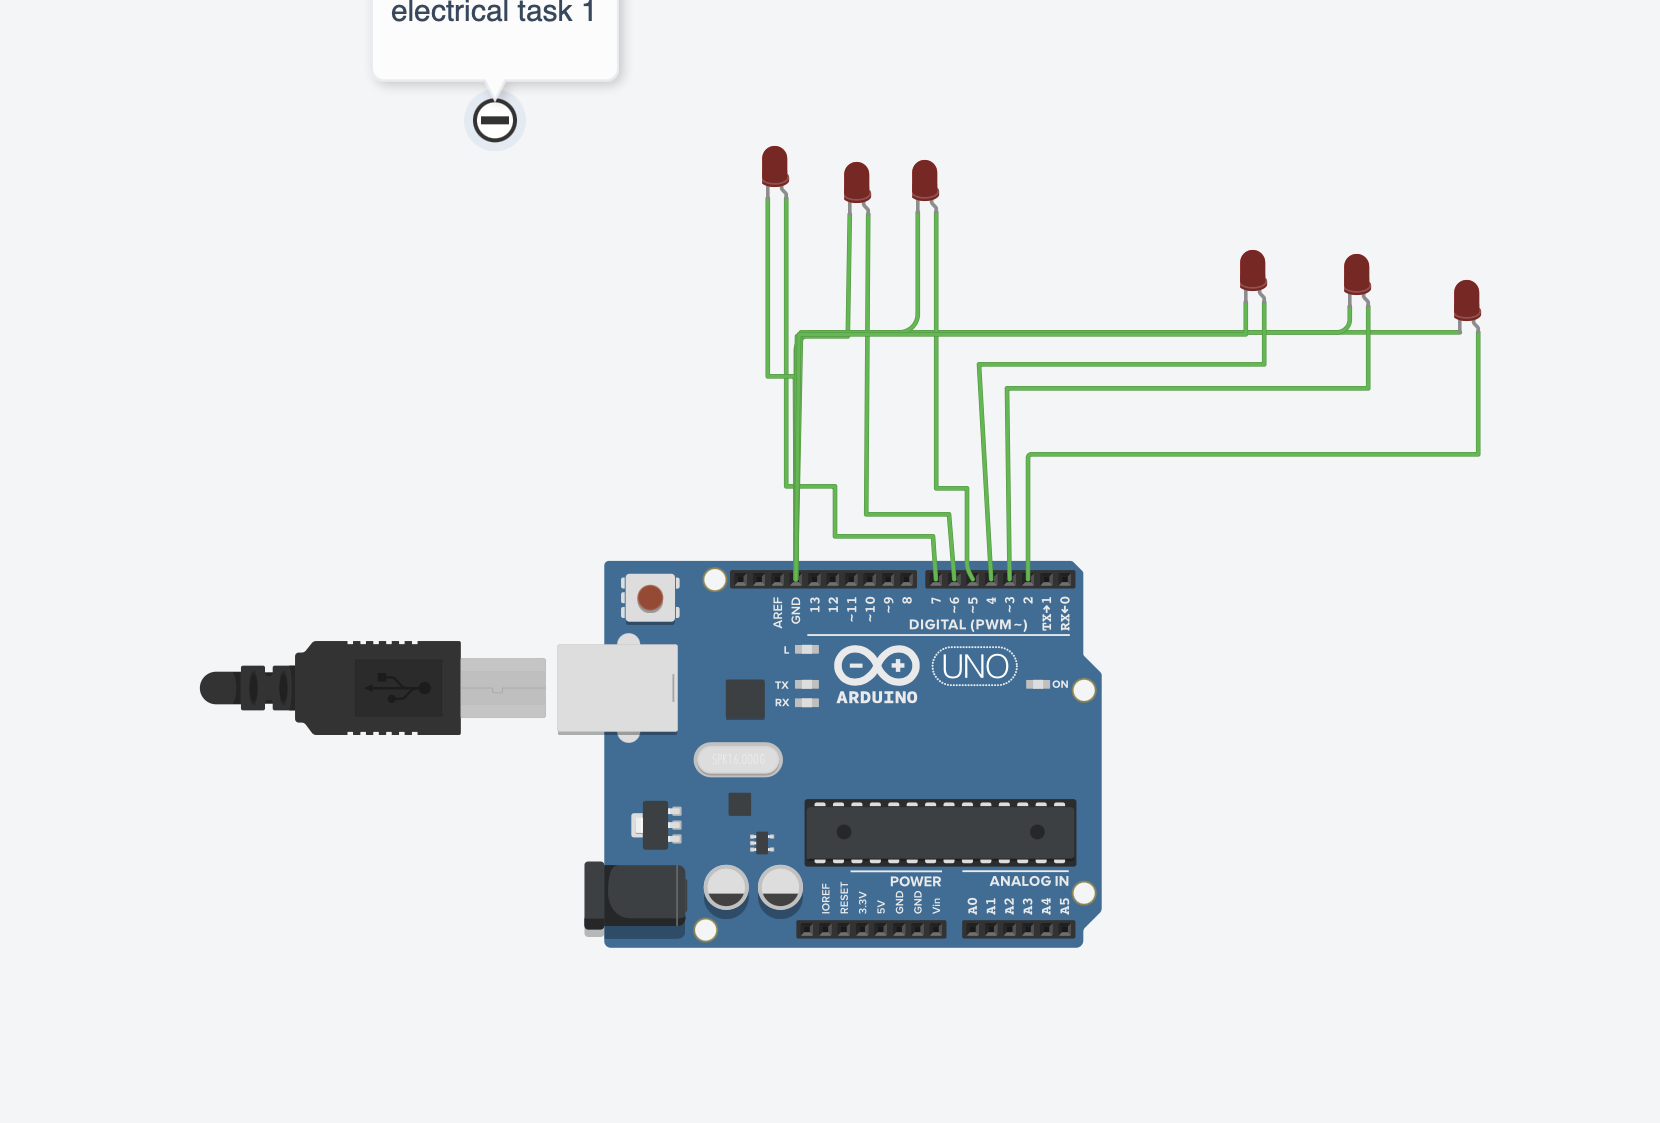 electrical task 1
AREF
GND
13
12
~11
~10
~9
8
7
~6
~5
4
~3
2
TX→1
RX←0
DIGITAL (PWM~)
L
TX
RX
ARDUINO
UNO
ON
SPK16.000G
POWER
ANALOG IN
IOREF
RESET
3.3V
5V
GND
GND
Vin
A0
A1
A2
A3
A4
A5